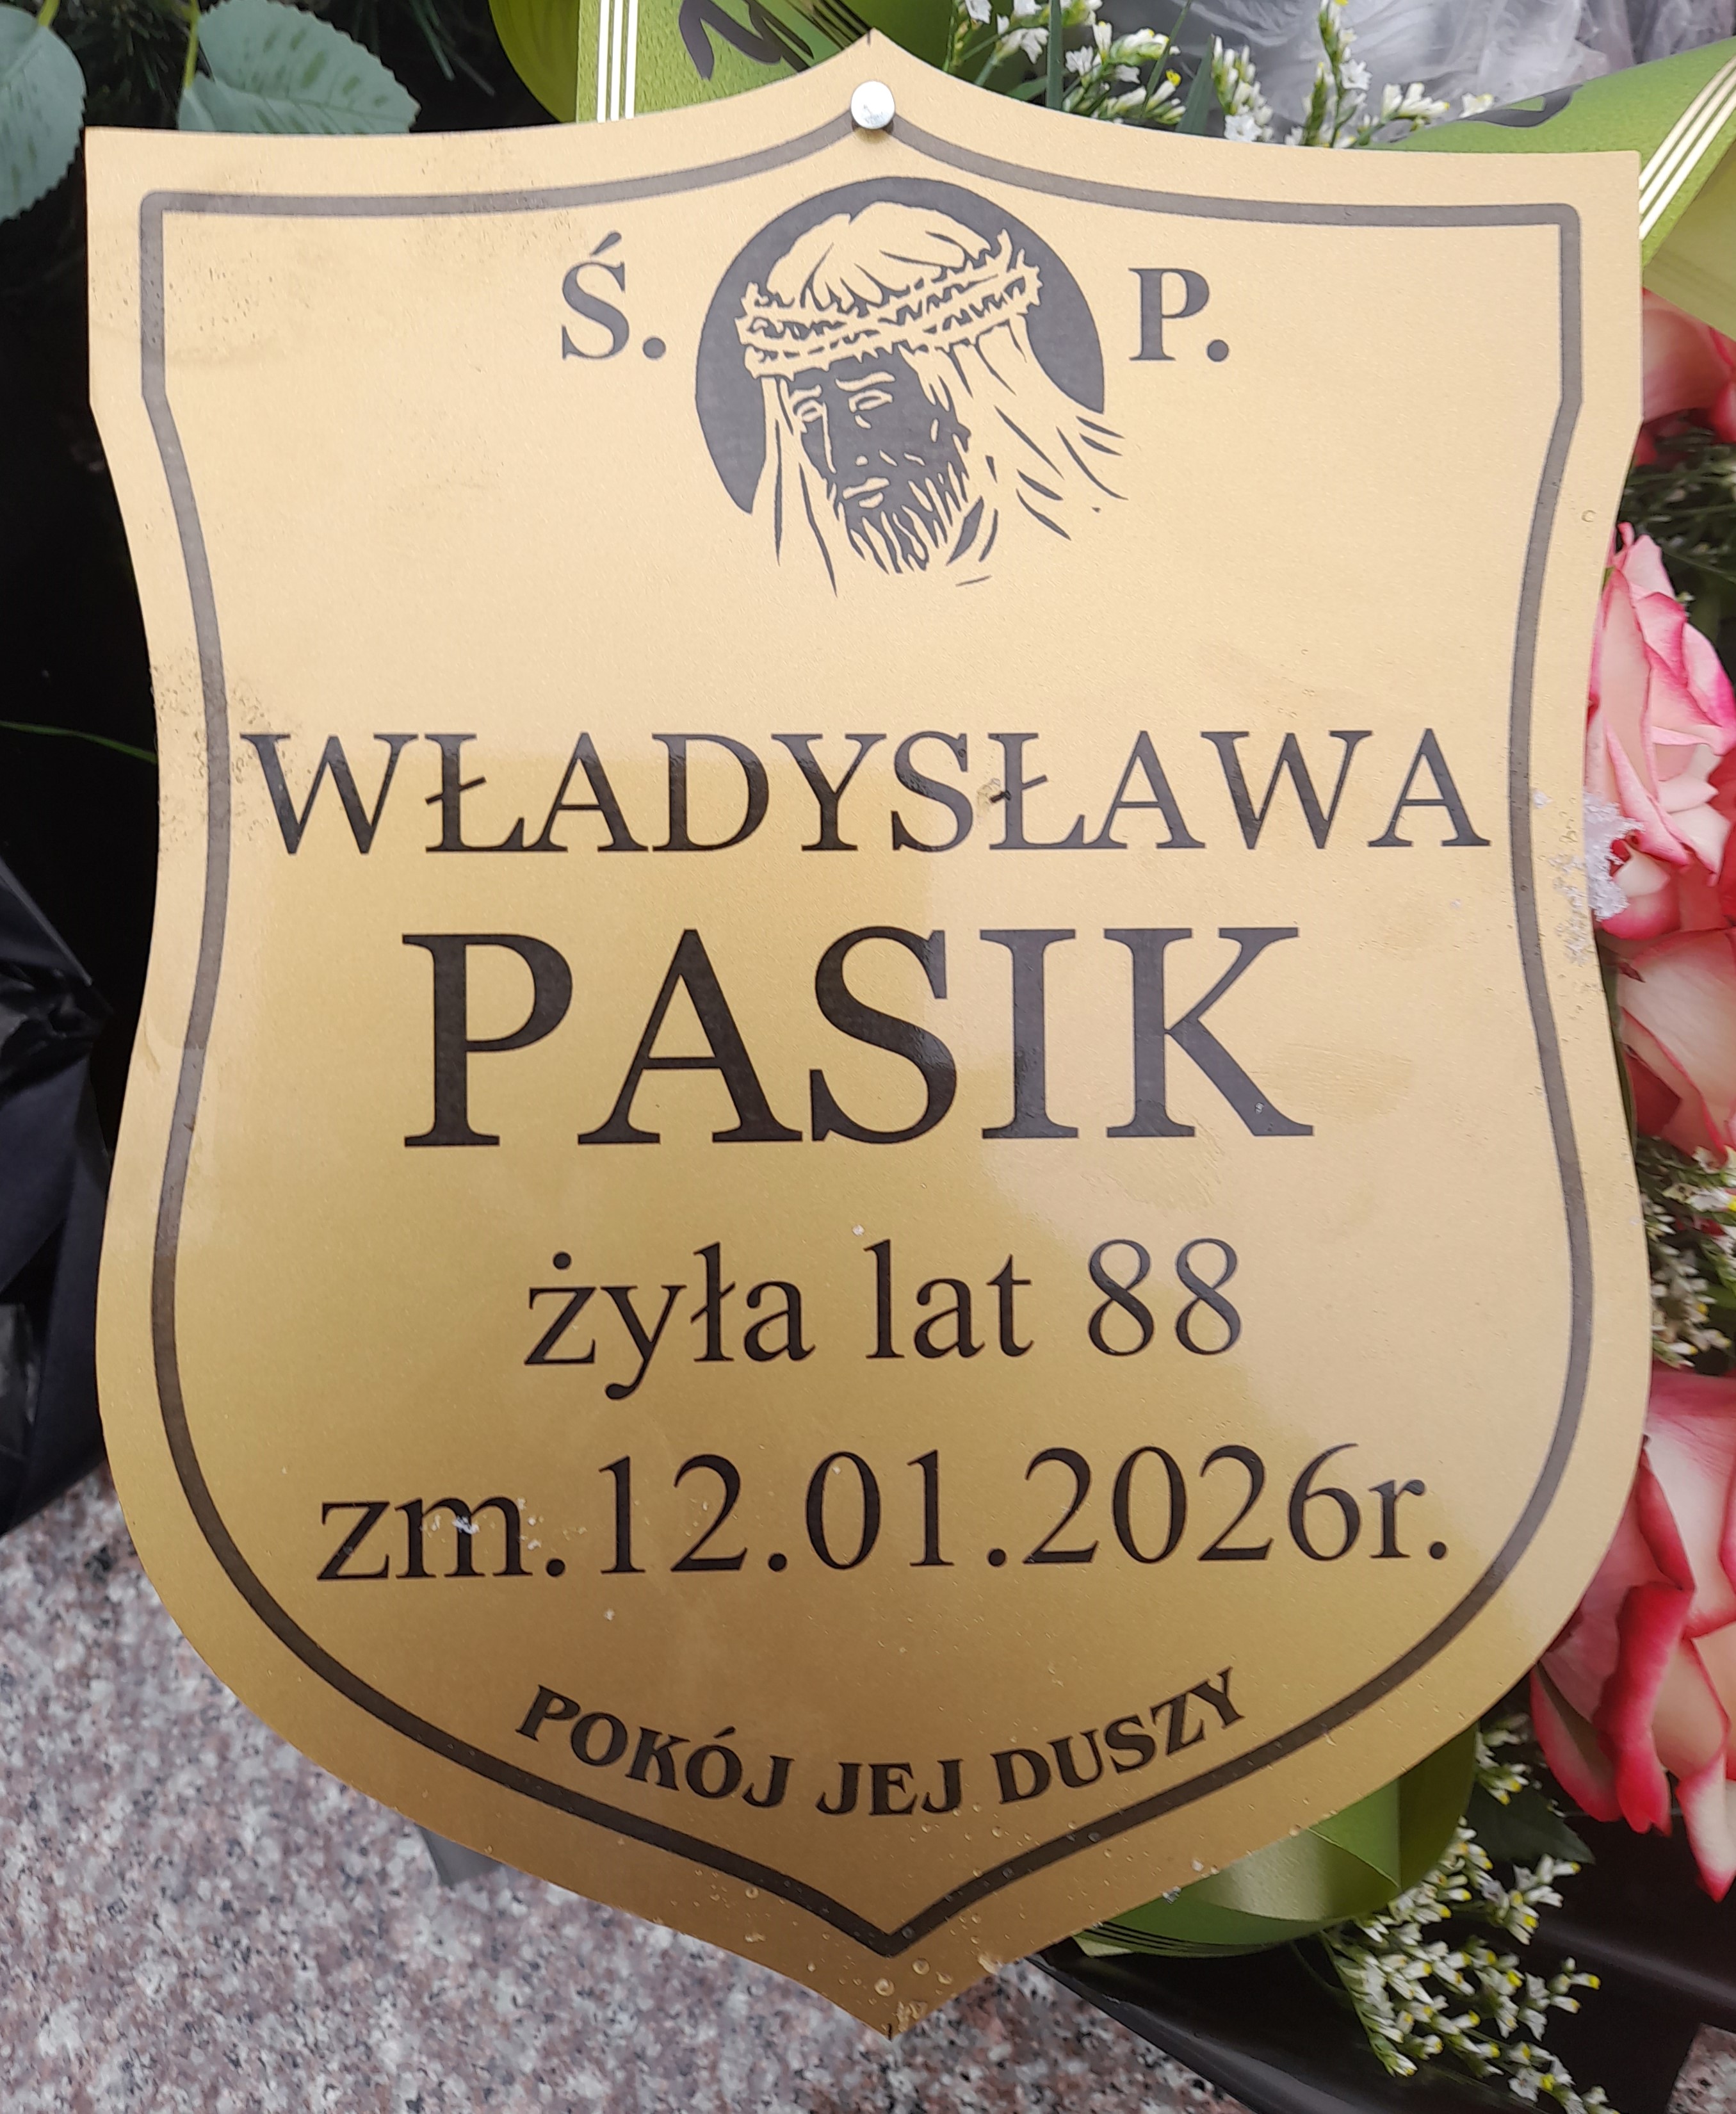 Ś. P.
WŁADYSŁAWA
PASIK
żyła lat 88
zm.12.01.2026r.
POKÓJ JEJ DUSZY